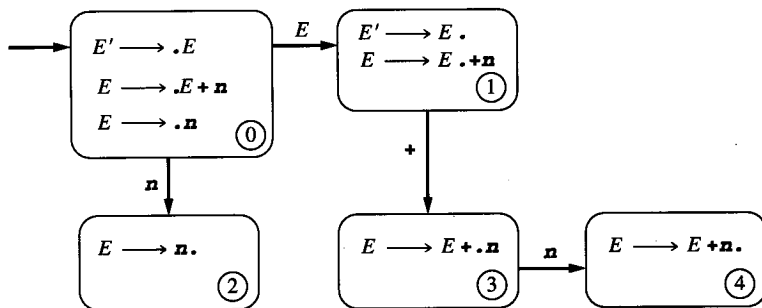 E' ⟶ .E
E ⟶ .E + n
E ⟶ .n
0
E
E' ⟶ E .
E ⟶ E .+n
1
n
+
E ⟶ n.
2
E ⟶ E+.n
3
n
E ⟶ E+n.
4